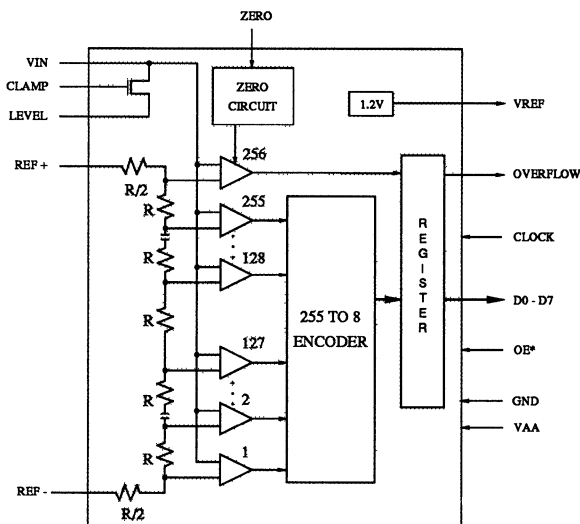 ZERO
VIN
CLAMP
LEVEL
ZERO
CIRCUIT
1.2V
VREF
REF +
R/2
256
OVERFLOW
R
255
CLOCK
R
128
REGISTER
255 TO 8
ENCODER
D0 - D7
127
OE*
R
2
GND
VAA
R
1
REF -
R/2